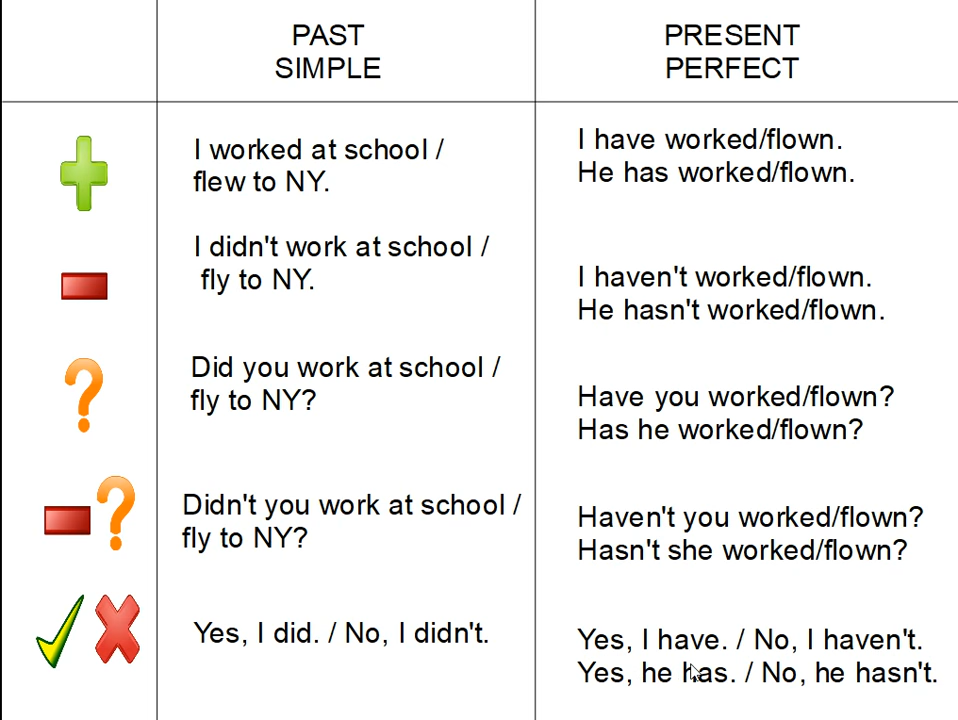 PAST
SIMPLE
PRESENT
PERFECT
I worked at school /
flew to NY.
I have worked/flown.
He has worked/flown.
I didn't work at school /
fly to NY.
I haven't worked/flown.
He hasn't worked/flown.
Did you work at school /
fly to NY?
Have you worked/flown?
Has he worked/flown?
Didn't you work at school /
fly to NY?
Haven't you worked/flown?
Hasn't she worked/flown?
Yes, I did. / No, I didn't.
Yes, I have. / No, I haven't.
Yes, he has. / No, he hasn't.